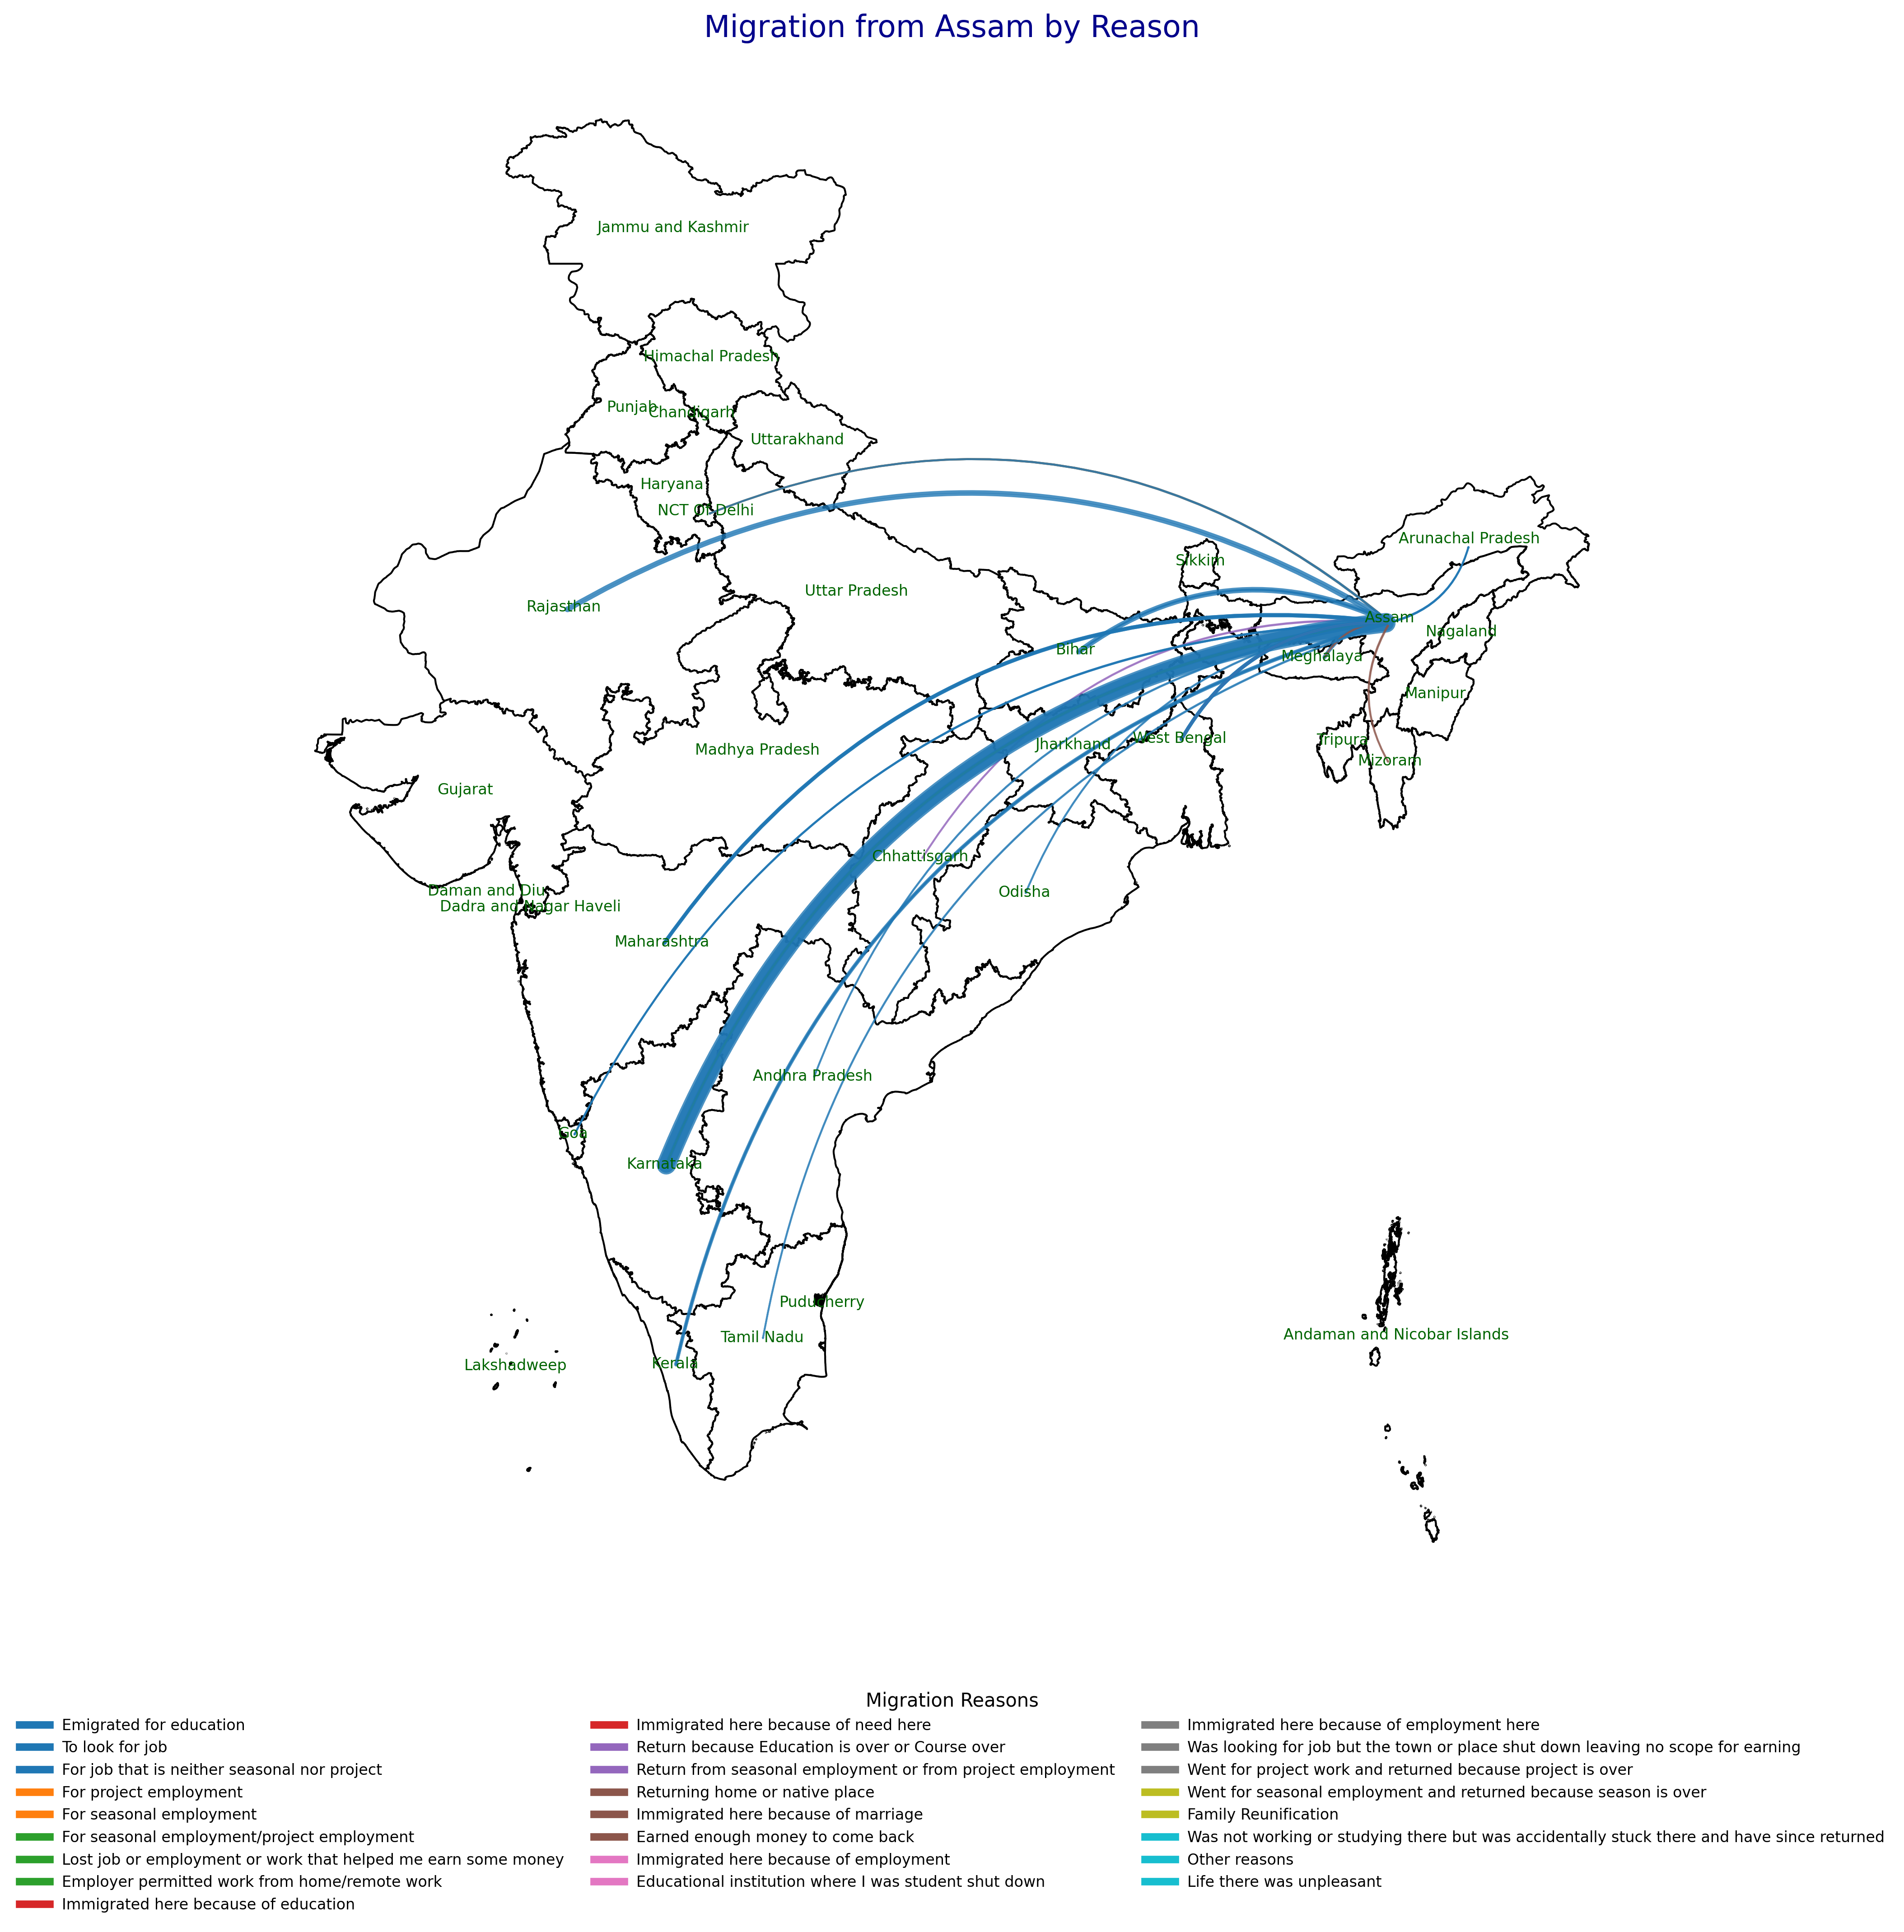 Migration from Assam by Reason
Jammu and Kashmir
Himachal Pradesh
Punjab
Chandigarh
Uttarakhand
Haryana
NCT Of Delhi
Arunachal Pradesh
Sikkim
Uttar Pradesh
Rajasthan
Assam
Nagaland
Bihar
Meghalaya
Manipur
West Bengal
Tripura
Jharkhand
Madhya Pradesh
Mizoram
Gujarat
Chhattisgarh
Daman and Diu
Odisha
Dadra and Nagar Haveli
Maharashtra
Andhra Pradesh
Goa
Karnataka
Puducherry
Andaman and Nicobar Islands
Tamil Nadu
Kerala
Lakshadweep
Migration Reasons
Emigrated for education
To look for job
For job that is neither seasonal nor project
For project employment
For seasonal employment
For seasonal employment/project employment
Lost job or employment or work that helped me earn some money
Employer permitted work from home/remote work
Immigrated here because of education
Immigrated here because of need here
Return because Education is over or Course over
Return from seasonal employment or from project employment
Returning home or native place
Immigrated here because of marriage
Earned enough money to come back
Immigrated here because of employment
Educational institution where I was student shut down
Immigrated here because of employment here
Was looking for job but the town or place shut down leaving no scope for earning
Went for project work and returned because project is over
Went for seasonal employment and returned because season is over
Family Reunification
Was not working or studying there but was accidentally stuck there and have since returned
Other reasons
Life there was unpleasant